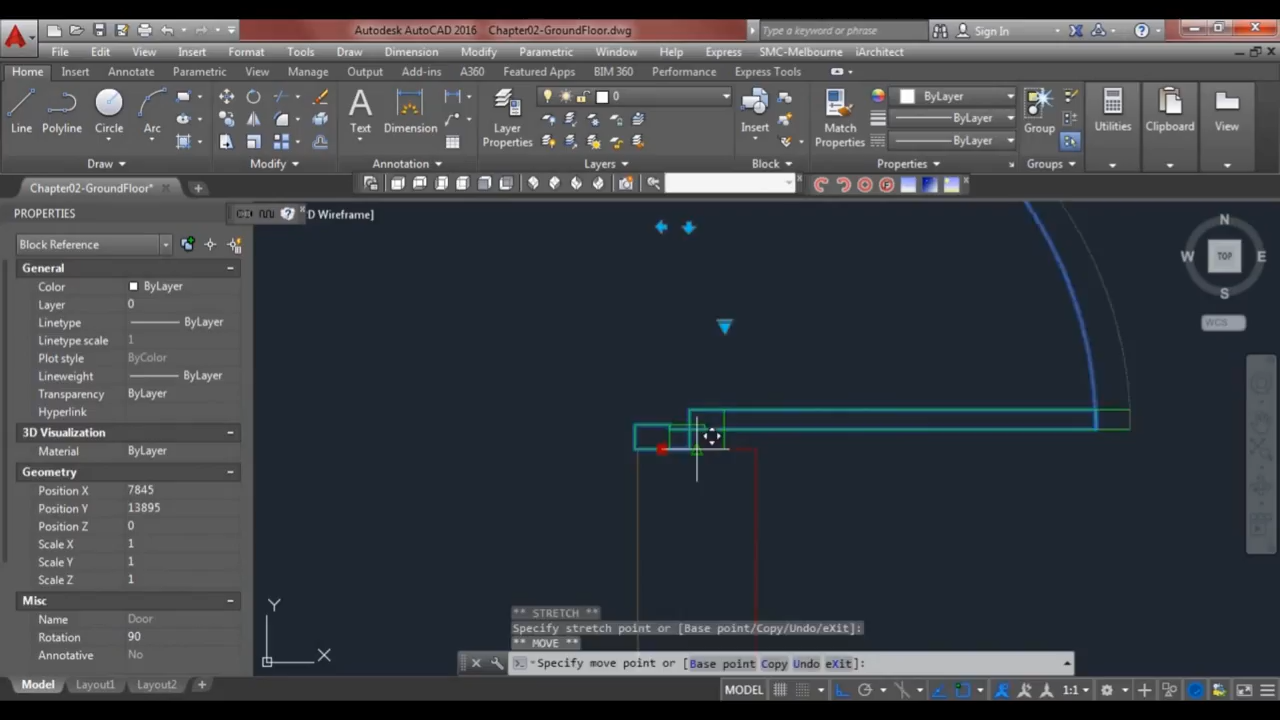 Autodesk AutoCAD 2016 Chapter02-GroundFloor.dwg Type a keyword or phrase Sign In
File Edit View Insert Format Tools Draw Dimension Modify Parametric Window Help Express SMC-Melbourne iArchitect
Home Insert Annotate Parametric View Manage Output Add-ins A360 Featured Apps BIM 360 Performance Express Tools
0 ByLayer
ByLayer
Line Polyline Circle Arc Text Dimension Layer Properties Insert Match Properties ByLayer Group Utilities Clipboard View
Draw Modify Annotation Layers Block Properties Groups
Chapter02-GroundFloor*
PROPERTIES D Wireframe]
Block Reference
General
Color ByLayer
Layer 0
Linetype ByLayer
Linetype scale 1
Plot style ByColor
Lineweight ByLayer
Transparency ByLayer
Hyperlink
3D Visualization
Material ByLayer
Geometry
Position X 7845
Position Y 13895
Position Z 0
Scale X 1
Scale Y 1
Scale Z 1
Misc
Name Door
Rotation 90
Annotative No
N
W TOP E
S
WCS
Y
X
** STRETCH **
Specify stretch point or [Base point/Copy/Undo/eXit]:
** MOVE **
Specify move point or [Base point Copy Undo eXit]:
Model Layout1 Layout2 MODEL 1:1